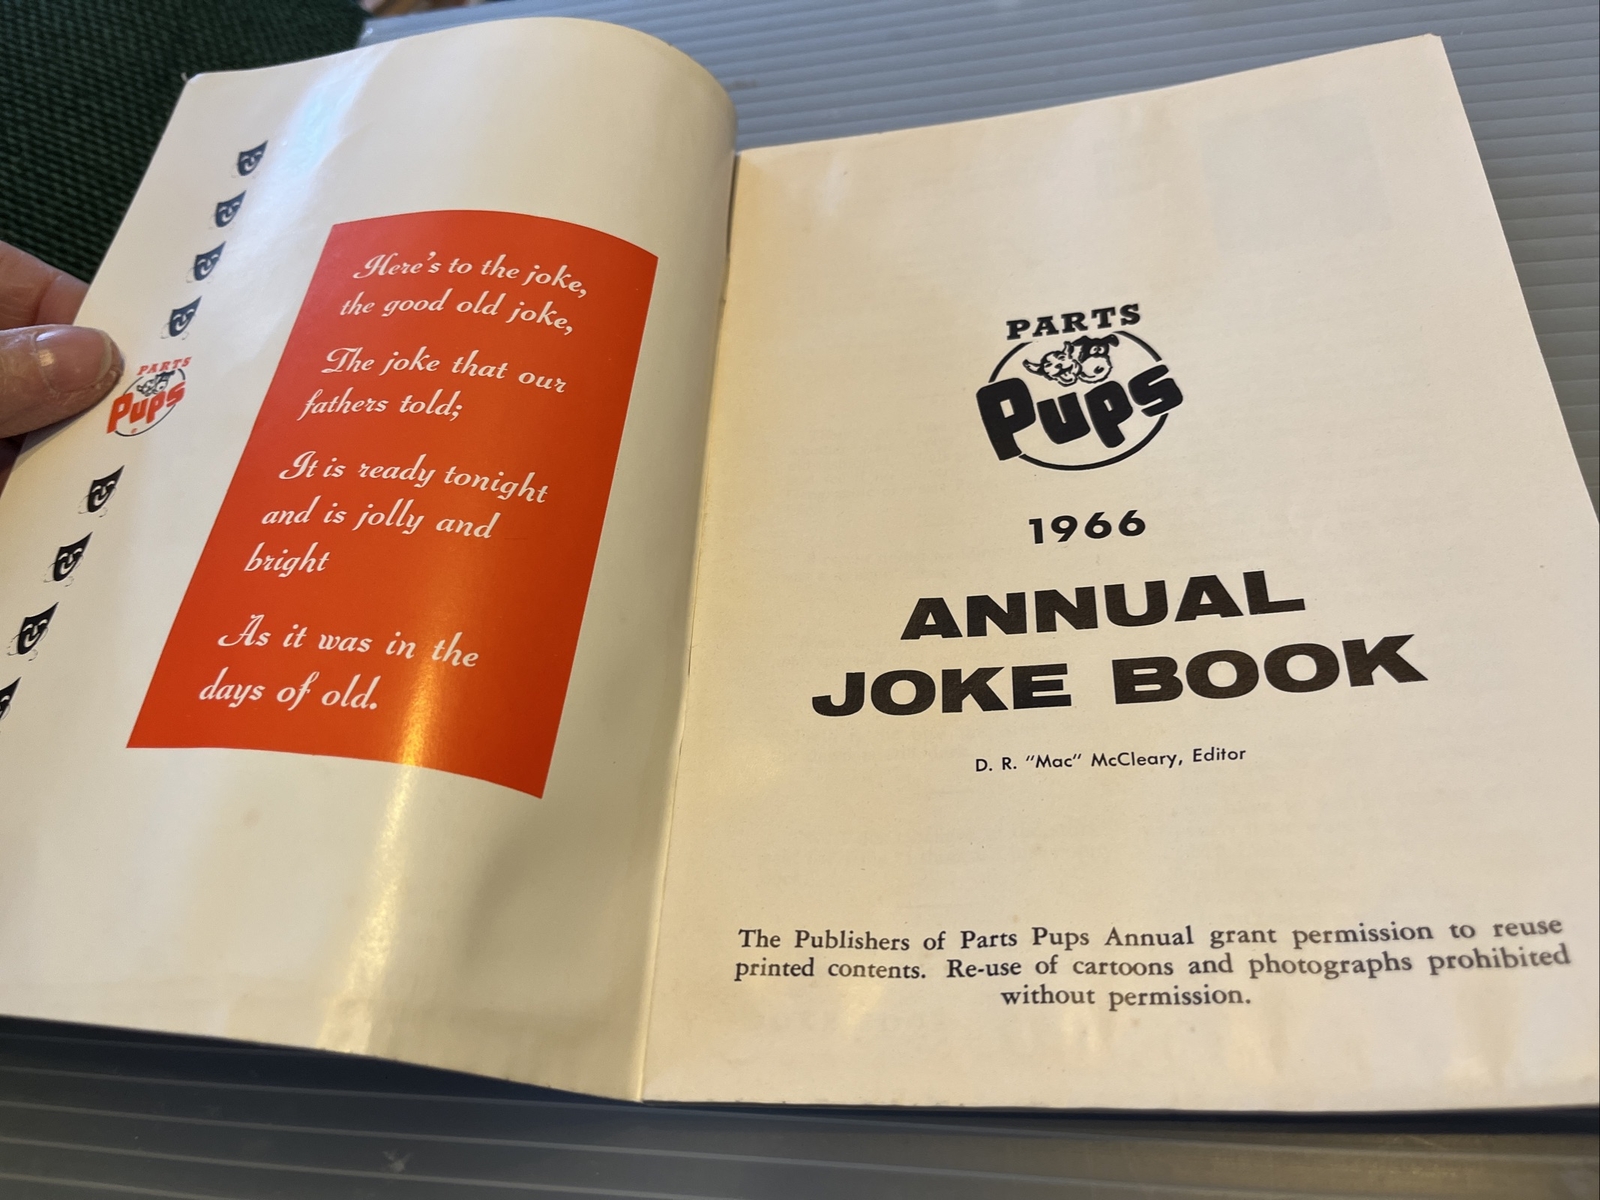 Here's to the joke,
the good old joke,
The joke that our
fathers told;
It is ready tonight
and is jolly and
bright
As it was in the
days of old.
PARTS
Pups
PARTS
Pups
1966
ANNUAL
JOKE BOOK
D. R. "Mac" McCleary, Editor
The Publishers of Parts Pups Annual grant permission to reuse
printed contents. Re-use of cartoons and photographs prohibited
without permission.